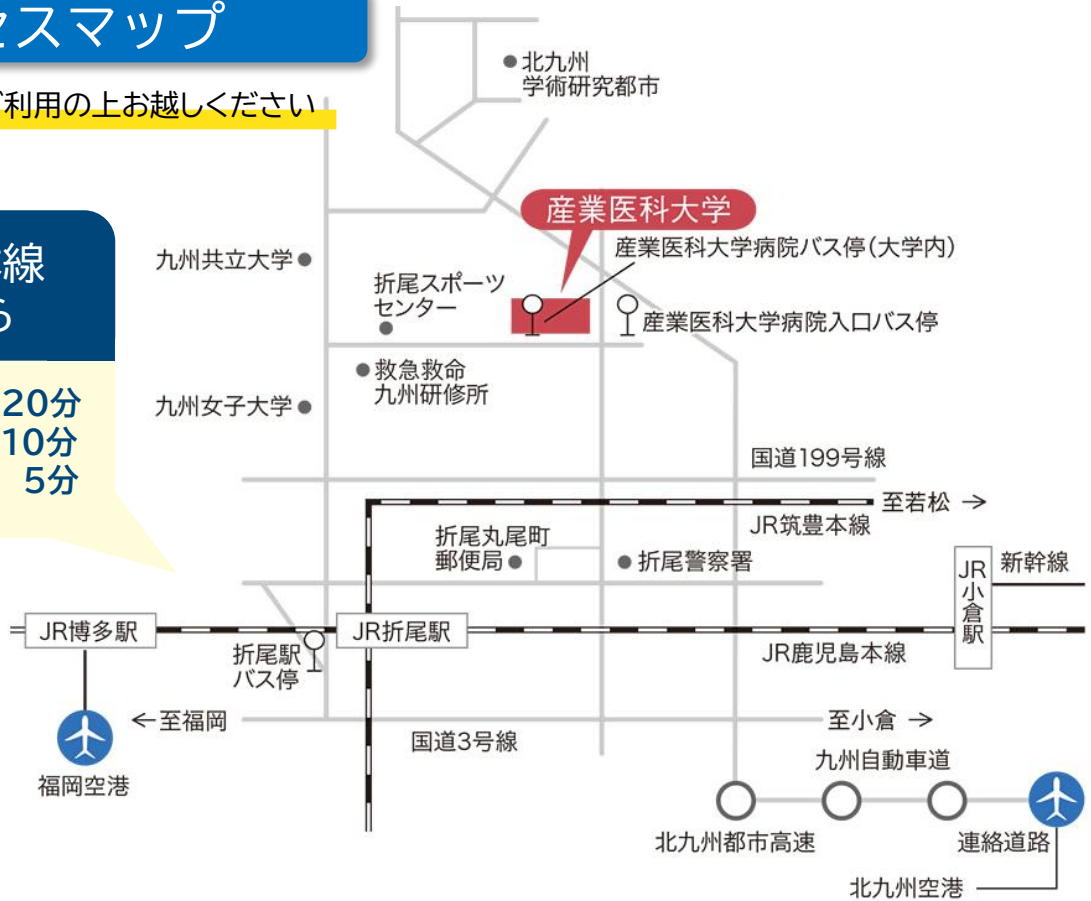 セスマップ
ご利用の上お越しください
線
ら
20分
10分
5分
北九州
学術研究都市
産業医科大学
産業医科大学病院バス停(大学内)
九州共立大学
折尾スポーツ
センター
産業医科大学病院入口バス停
救急救命
九州研修所
九州女子大学
国道199号線
至若松 →
JR筑豊本線
折尾丸尾町
郵便局
折尾警察署
JR小倉駅
新幹線
JR博多駅
JR折尾駅
折尾駅
バス停
JR鹿児島本線
←至福岡
至小倉 →
国道3号線
九州自動車道
福岡空港
北九州都市高速
連絡道路
北九州空港